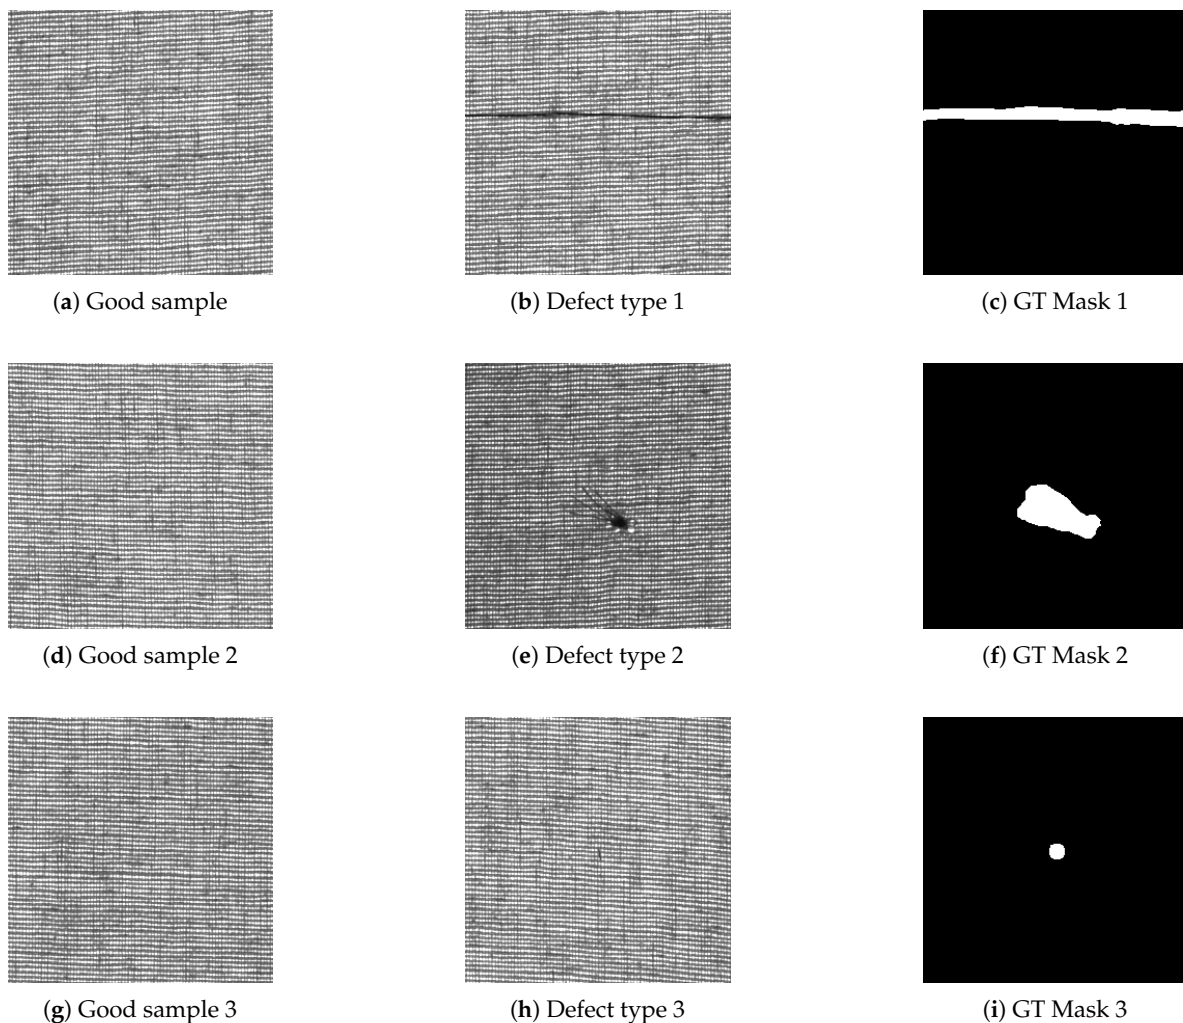 (a) Good sample
(b) Defect type 1
(c) GT Mask 1
(d) Good sample 2
(e) Defect type 2
(f) GT Mask 2
(g) Good sample 3
(h) Defect type 3
(i) GT Mask 3